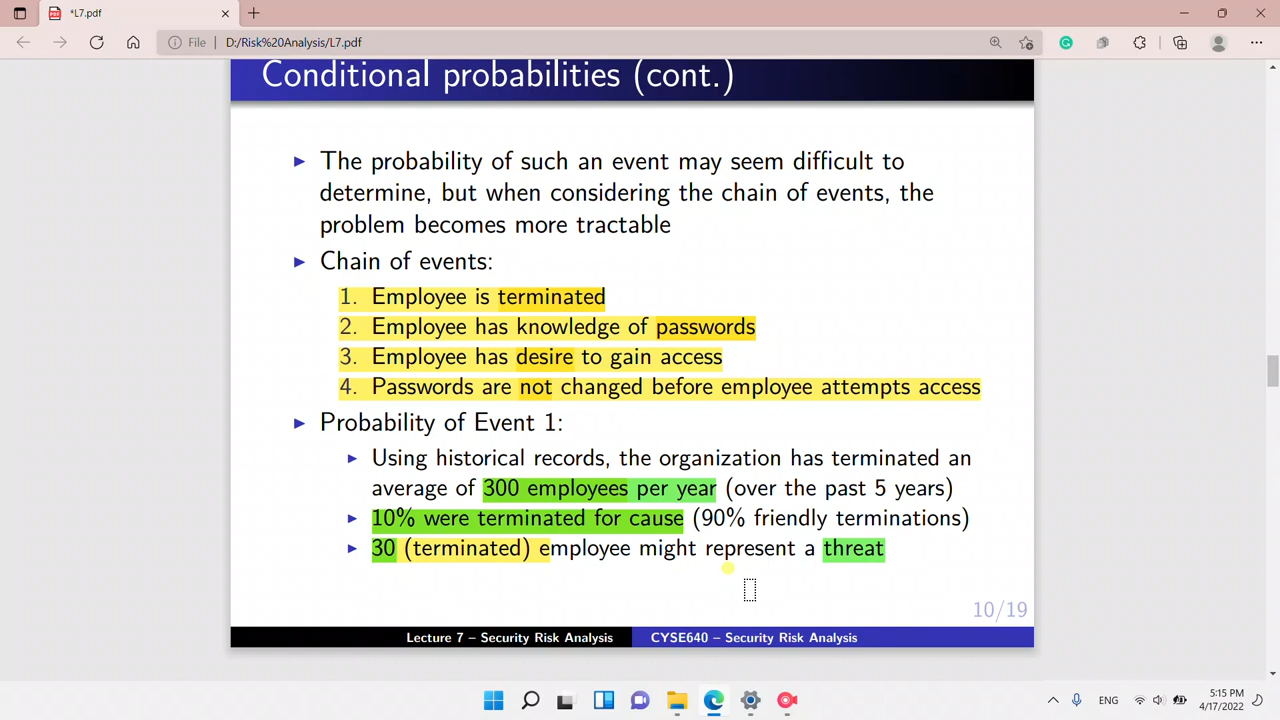 *L7.pdf
File
D:/Risk%20Analysis/L7.pdf
Conditional probabilities (cont.)
The probability of such an event may seem difficult to
determine, but when considering the chain of events, the
problem becomes more tractable
Chain of events:
1. Employee is terminated
2. Employee has knowledge of passwords
3. Employee has desire to gain access
4. Passwords are not changed before employee attempts access
Probability of Event 1:
Using historical records, the organization has terminated an
average of 300 employees per year (over the past 5 years)
10% were terminated for cause (90% friendly terminations)
30 (terminated) employee might represent a threat
10/19
Lecture 7 – Security Risk Analysis
CYSE640 – Security Risk Analysis
ENG
5:15 PM
4/17/2022